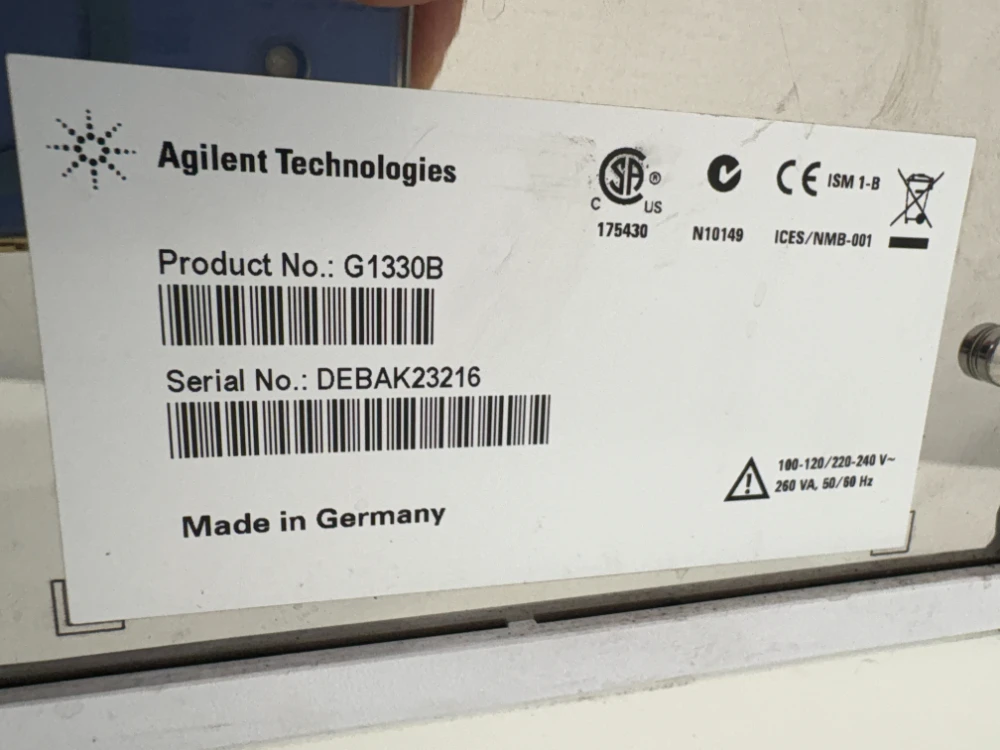 Agilent Technologies
SA ®
C US
175430
N10149
CE ISM 1-B
ICES/NMB-001
Product No.: G1330B
Serial No.: DEBAK23216
Made in Germany
100-120/220-240 V~
260 VA, 50/60 Hz